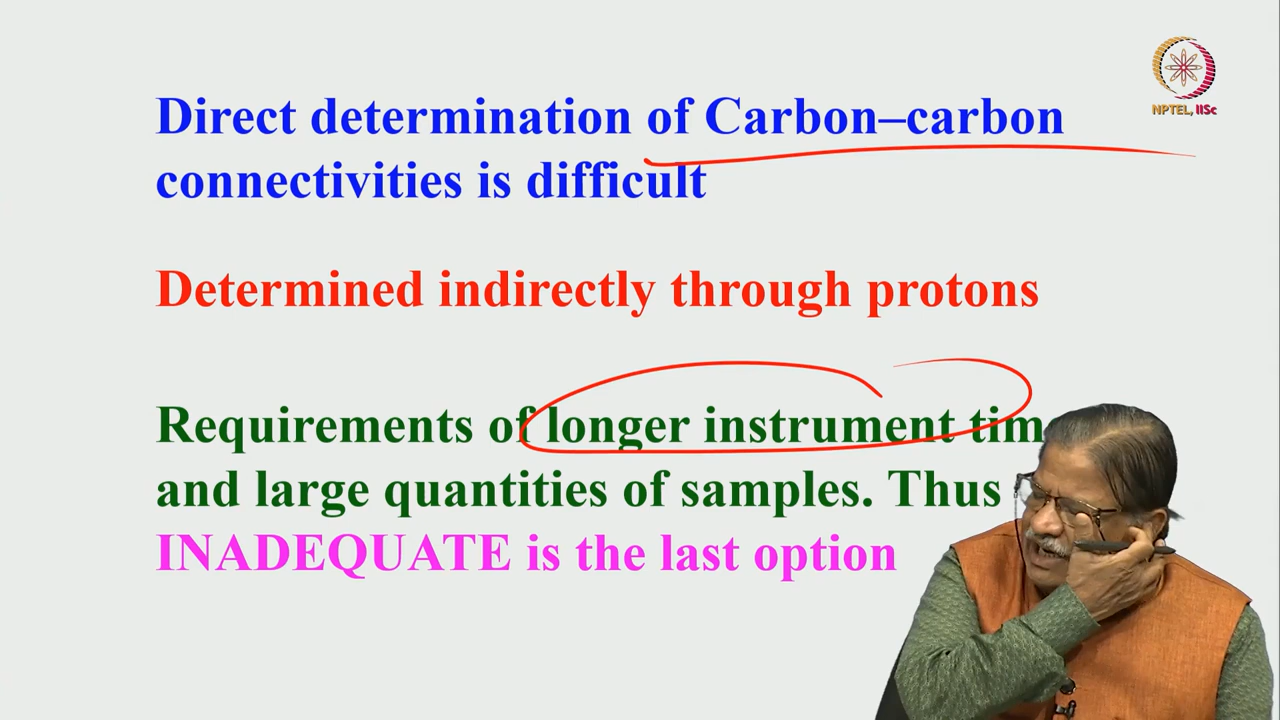 NPTEL, IISc
Direct determination of Carbon–carbon
connectivities is difficult
Determined indirectly through protons
Requirements of longer instrument tim
and large quantities of samples. Thus
INADEQUATE is the last option